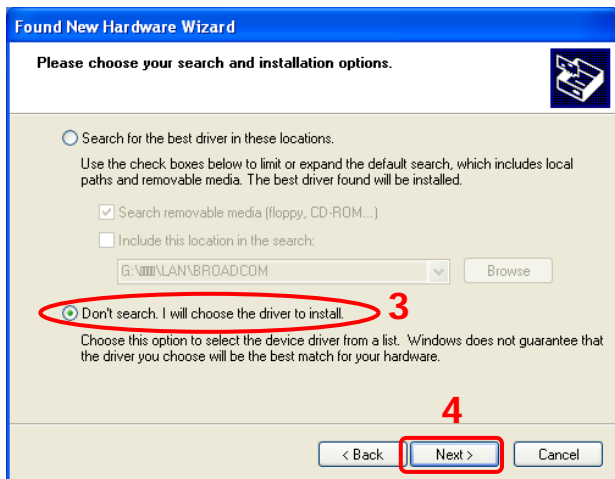 Found New Hardware Wizard
Please choose your search and installation options.
Search for the best driver in these locations.
Use the check boxes below to limit or expand the default search, which includes local
paths and removable media. The best driver found will be installed.
Search removable media (floppy, CD-ROM...)
Include this location in the search:
G:\LAN\BROADCOM
Browse
Don't search. I will choose the driver to install.
3
Choose this option to select the device driver from a list. Windows does not guarantee that
the driver you choose will be the best match for your hardware.
4
< Back
Next >
Cancel